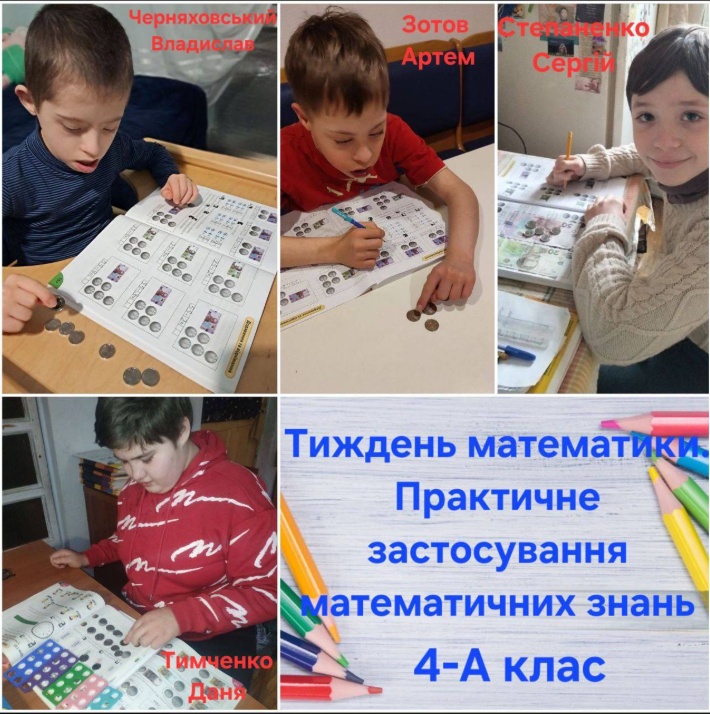 Черняховський
Владислав
Зотов
Артем
Степаненко
Сергій
Тимченко
Даня
Тиждень математики.
Практичне
застосування
математичних знань
4-А клас